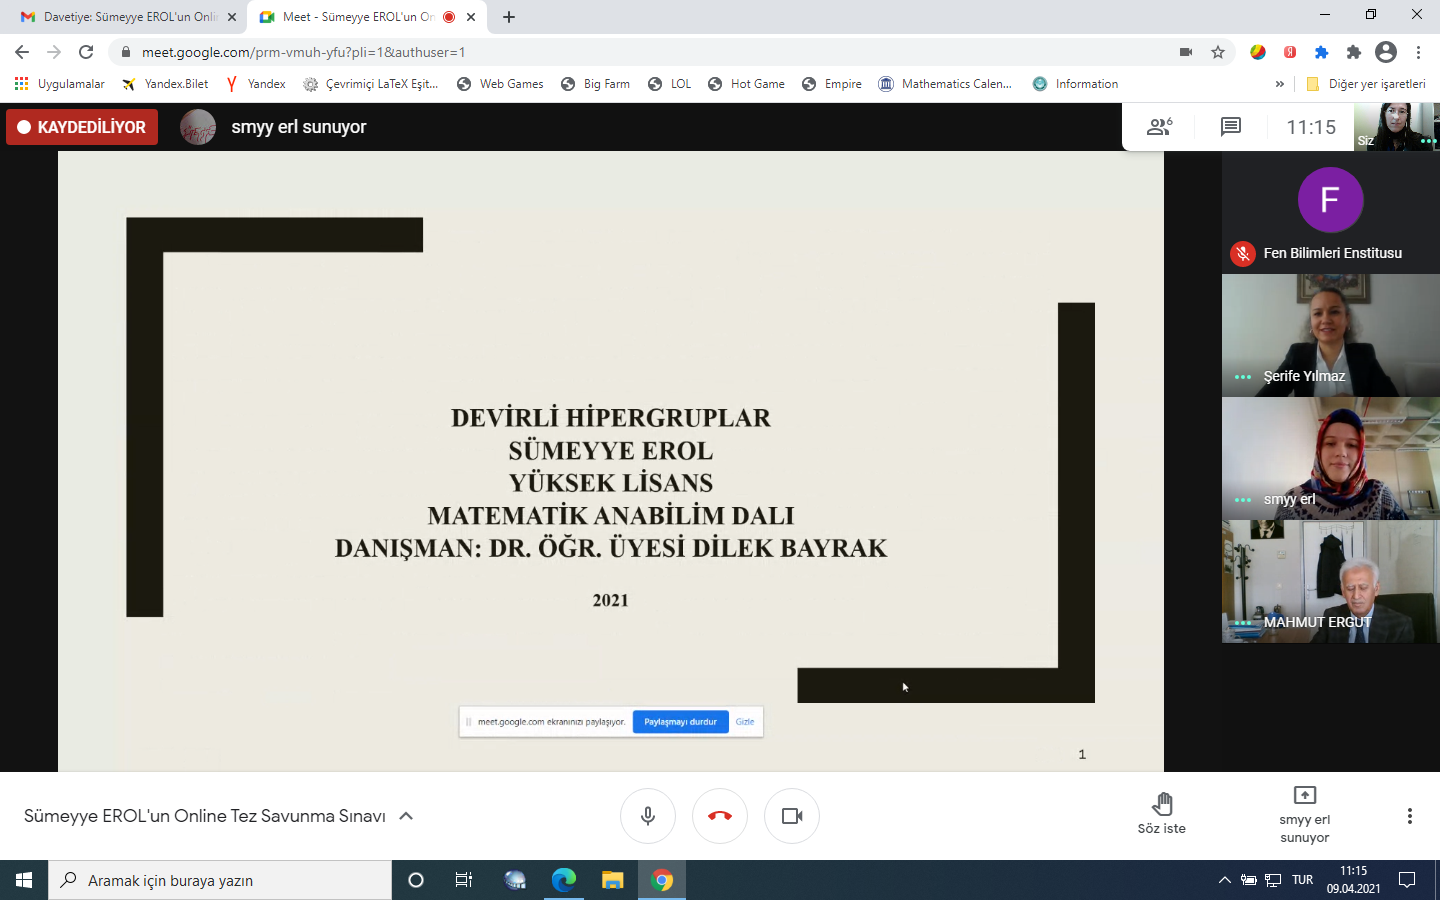 Davetiye: Sümeyye EROL'un Onlin
Meet - Sümeyye EROL'un On
meet.google.com/prm-vmuh-yfu?pli=1&authuser=1
Uygulamalar
Yandex.Bilet
Yandex
Çevrimiçi LaTeX Eşit...
Web Games
Big Farm
LOL
Hot Game
Empire
Mathematics Calen...
Information
»
Diğer yer işaretleri
KAYDEDİLİYOR
smyy erl sunuyor
6
11:15
Siz
F
Fen Bilimleri Enstitusu
Şerife Yılmaz
smyy erl
MAHMUT ERGUT
DEVİRLİ HİPERGRUPLAR
SÜMEYYE EROL
YÜKSEK LİSANS
MATEMATİK ANABİLİM DALI
DANIŞMAN: DR. ÖĞR. ÜYESİ DİLEK BAYRAK
2021
meet.google.com ekranınızı paylaşıyor.
Paylaşmayı durdur
Gizle
1
Sümeyye EROL'un Online Tez Savunma Sınavı
Söz iste
smyy erl
sunuyor
Aramak için buraya yazın
TUR
11:15
09.04.2021